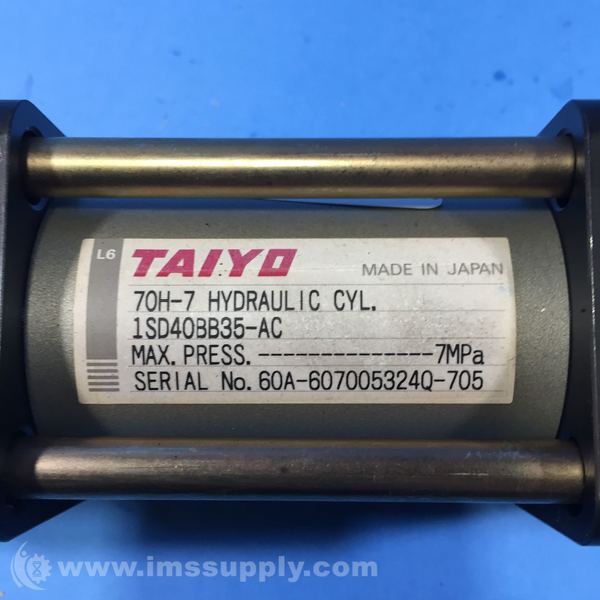 L6 TAIYO MADE IN JAPAN
70H-7 HYDRAULIC CYL.
1SD40BB35-AC
MAX. PRESS. ---------------7MPa
SERIAL No. 60A-607005324Q-705
www.imssupply.com